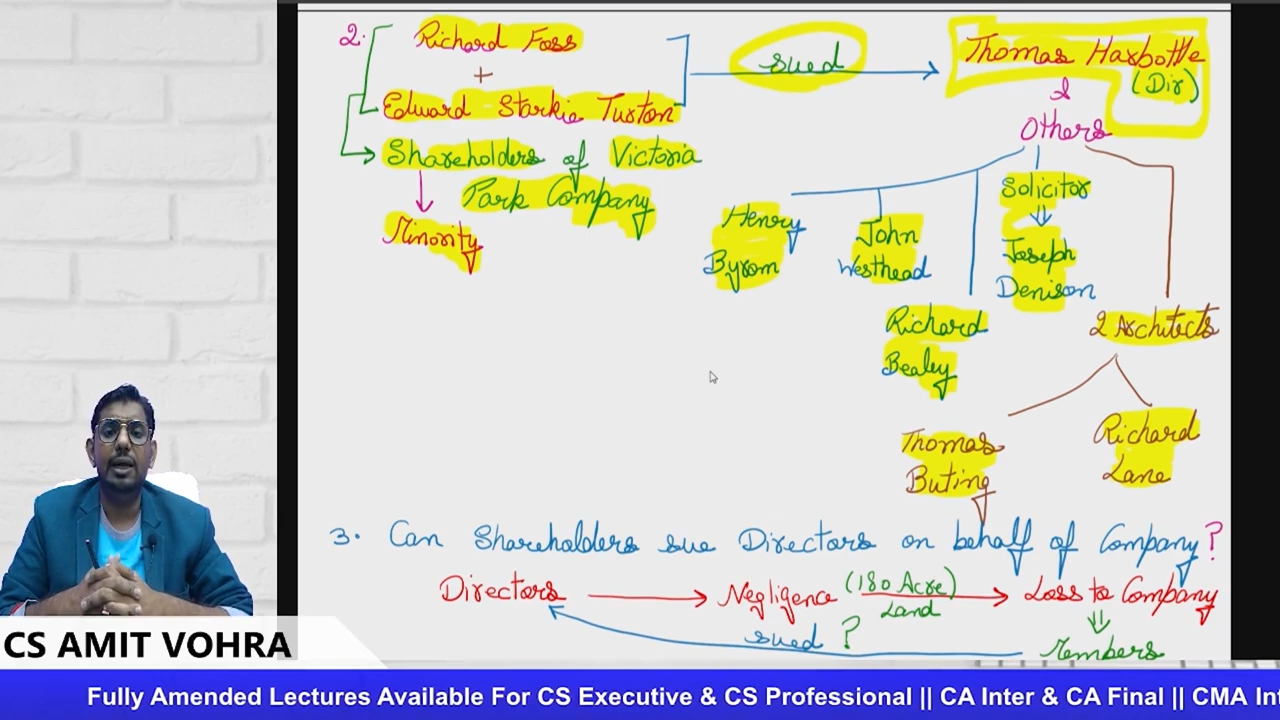 2. Richard Foss
+
Edward Starkie Turton
Shareholders of Victoria
Park Company
Minority
sued
Thomas Harbottle
(Dir)
&
Others
Henry
Byrom
John
Westhead
Richard
Bealey
Solicitor
Joseph
Denison
2 Architects
Thomas
Buting
Richard
Lane
3. Can Shareholders sue Directors on behalf of Company?
Directors Negligence (180 Acre) Loss to Company
Land
sued ? Members
CS AMIT VOHRA
Fully Amended Lectures Available For CS Executive & CS Professional || CA Inter & CA Final || CMA Int